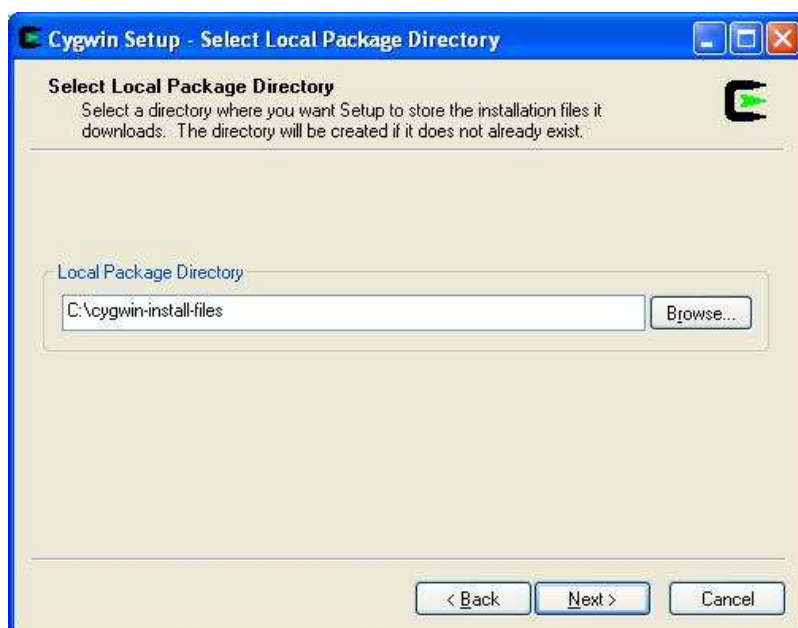 Cygwin Setup - Select Local Package Directory
Select Local Package Directory
Select a directory where you want Setup to store the installation files it
downloads. The directory will be created if it does not already exist.
Local Package Directory
C:\cygwin-install-files
Browse...
< Back
Next >
Cancel